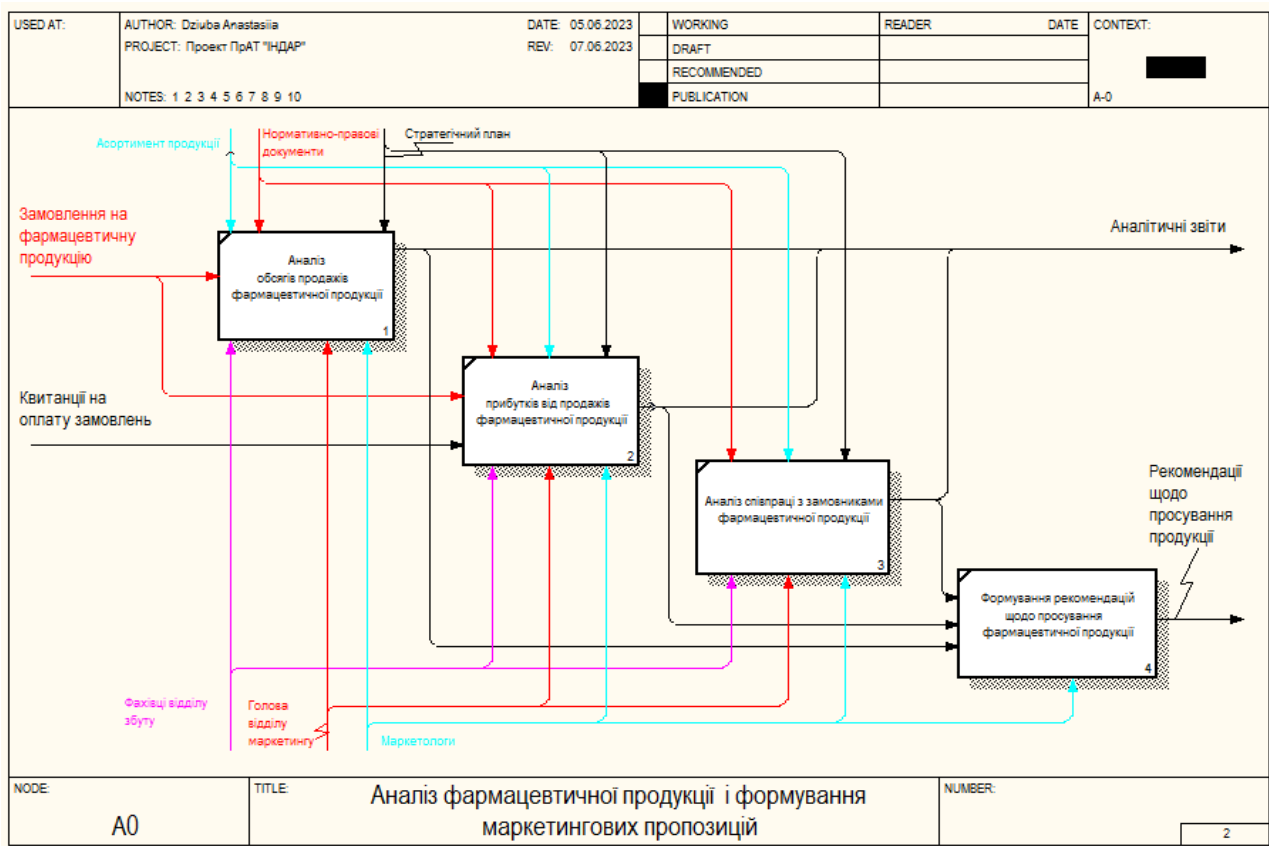 USED AT:
AUTHOR: Dziuba Anastasiia
DATE: 05.06.2023
PROJECT: Проект ПрАТ "ІНДАР"
REV: 07.06.2023
NOTES: 1 2 3 4 5 6 7 8 9 10
WORKING
DRAFT
RECOMMENDED
PUBLICATION
READER
DATE
CONTEXT:
A-0
Асортимент продукції
Нормативно-правові
документи
Стратегічний план
Замовлення на
фармацевтичну
продукцію
Аналіз
обсягів продажів
фармацевтичної продукції
1
Аналітичні звіти
Квитанції на
оплату замовлень
Аналіз
прибутків від продажів
фармацевтичної продукції
2
Аналіз співпраці з замовниками
фармацевтичної продукції
3
Рекомендації
щодо
просування
продукції
Формування рекомендацій
щодо просування
фармацевтичної продукції
4
Фахівці відділу
збуту
Голова
відділу
маркетингу
Маркетологи
NODE:
A0
TITLE:
Аналіз фармацевтичної продукції і формування
маркетингових пропозицій
NUMBER:
2